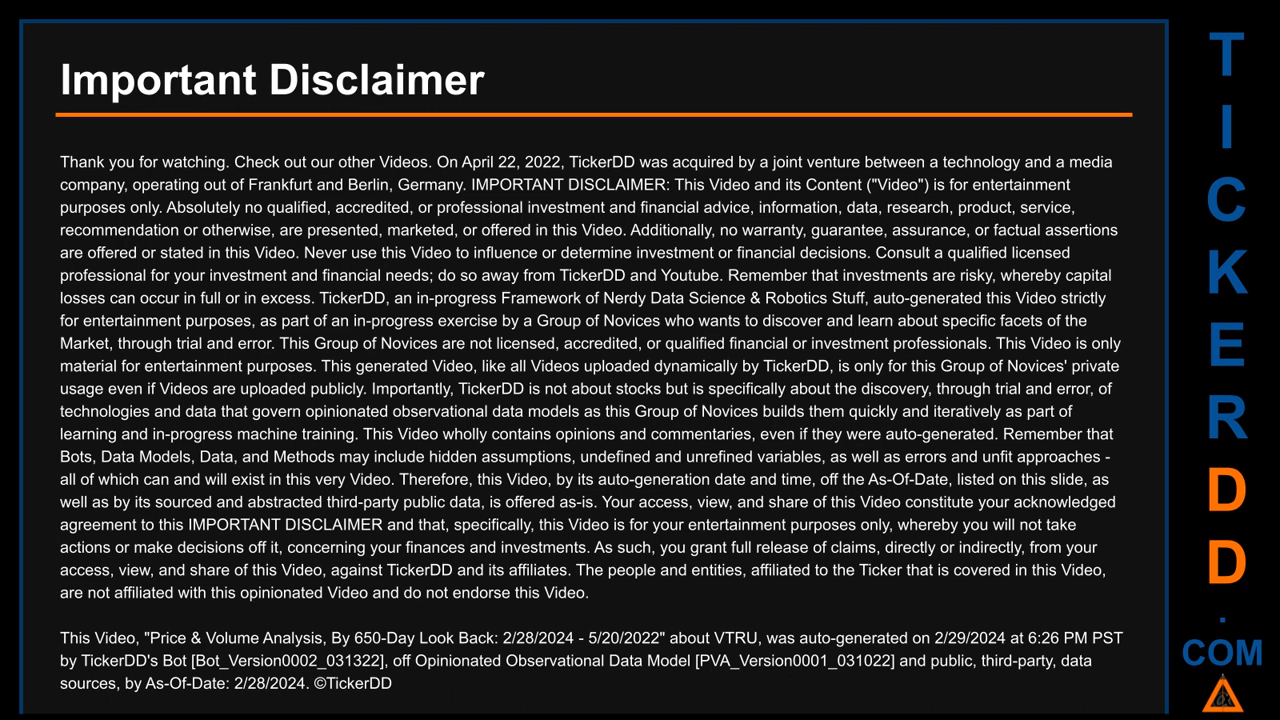 Important Disclaimer
Thank you for watching. Check out our other Videos. On April 22, 2022, TickerDD was acquired by a joint venture between a technology and a media
company, operating out of Frankfurt and Berlin, Germany. IMPORTANT DISCLAIMER: This Video and its Content ("Video") is for entertainment
purposes only. Absolutely no qualified, accredited, or professional investment and financial advice, information, data, research, product, service,
recommendation or otherwise, are presented, marketed, or offered in this Video. Additionally, no warranty, guarantee, assurance, or factual assertions
are offered or stated in this Video. Never use this Video to influence or determine investment or financial decisions. Consult a qualified licensed
professional for your investment and financial needs; do so away from TickerDD and Youtube. Remember that investments are risky, whereby capital
losses can occur in full or in excess. TickerDD, an in-progress Framework of Nerdy Data Science & Robotics Stuff, auto-generated this Video strictly
for entertainment purposes, as part of an in-progress exercise by a Group of Novices who wants to discover and learn about specific facets of the
Market, through trial and error. This Group of Novices are not licensed, accredited, or qualified financial or investment professionals. This Video is only
material for entertainment purposes. This generated Video, like all Videos uploaded dynamically by TickerDD, is only for this Group of Novices' private
usage even if Videos are uploaded publicly. Importantly, TickerDD is not about stocks but is specifically about the discovery, through trial and error, of
technologies and data that govern opinionated observational data models as this Group of Novices builds them quickly and iteratively as part of
learning and in-progress machine training. This Video wholly contains opinions and commentaries, even if they were auto-generated. Remember that
Bots, Data Models, Data, and Methods may include hidden assumptions, undefined and unrefined variables, as well as errors and unfit approaches -
all of which can and will exist in this very Video. Therefore, this Video, by its auto-generation date and time, off the As-Of-Date, listed on this slide, as
well as by its sourced and abstracted third-party public data, is offered as-is. Your access, view, and share of this Video constitute your acknowledged
agreement to this IMPORTANT DISCLAIMER and that, specifically, this Video is for your entertainment purposes only, whereby you will not take
actions or make decisions off it, concerning your finances and investments. As such, you grant full release of claims, directly or indirectly, from your
access, view, and share of this Video, against TickerDD and its affiliates. The people and entities, affiliated to the Ticker that is covered in this Video,
are not affiliated with this opinionated Video and do not endorse this Video.
This Video, "Price & Volume Analysis, By 650-Day Look Back: 2/28/2024 - 5/20/2022" about VTRU, was auto-generated on 2/29/2024 at 6:26 PM PST
by TickerDD's Bot [Bot_Version0002_031322], off Opinionated Observational Data Model [PVA_Version0001_031022] and public, third-party, data
sources, by As-Of-Date: 2/28/2024. ©TickerDD
T
I
C
K
E
R
D
D
.
COM